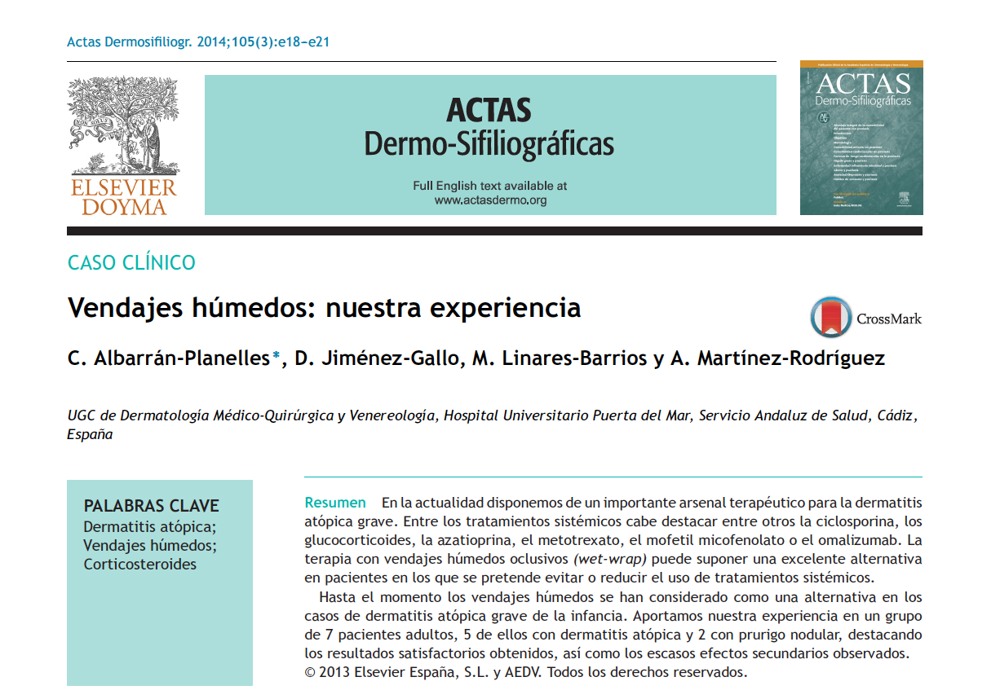 Actas Dermosifiliogr. 2014;105(3):e18---e21
ELSEVIER
DOYMA
ACTAS
Dermo-Sifiliográficas
Full English text available at
www.actasdermo.org
ACTAS
Dermo-Sifiliográficas
CASO CLÍNICO
Vendajes húmedos: nuestra experiencia
CrossMark
C. Albarrán-Planelles*, D. Jiménez-Gallo, M. Linares-Barrios y A. Martínez-Rodríguez
UGC de Dermatología Médico-Quirúrgica y Venereología, Hospital Universitario Puerta del Mar, Servicio Andaluz de Salud, Cádiz,
España
PALABRAS CLAVE
Dermatitis atópica;
Vendajes húmedos;
Corticosteroides
Resumen En la actualidad disponemos de un importante arsenal terapéutico para la dermatitis
atópica grave. Entre los tratamientos sistémicos cabe destacar entre otros la ciclosporina, los
glucocorticoides, la azatioprina, el metotrexato, el mofetil micofenolato o el omalizumab. La
terapia con vendajes húmedos oclusivos (wet-wrap) puede suponer una excelente alternativa
en pacientes en los que se pretende evitar o reducir el uso de tratamientos sistémicos.
Hasta el momento los vendajes húmedos se han considerado como una alternativa en los
casos de dermatitis atópica grave de la infancia. Aportamos nuestra experiencia en un grupo
de 7 pacientes adultos, 5 de ellos con dermatitis atópica y 2 con prurigo nodular, destacando
los resultados satisfactorios obtenidos, así como los escasos efectos secundarios observados.
© 2013 Elsevier España, S.L. y AEDV. Todos los derechos reservados.